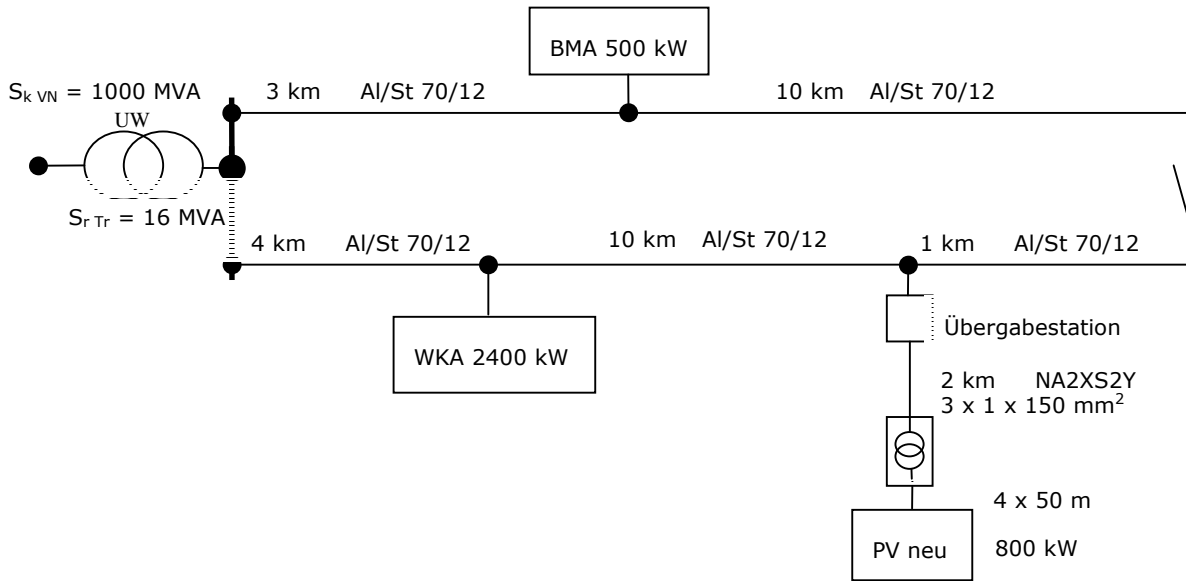 BMA 500 kW
S_k VN = 1000 MVA
3 km Al/St 70/12
10 km Al/St 70/12
UW
S_r Tr = 16 MVA
4 km Al/St 70/12
10 km Al/St 70/12
1 km Al/St 70/12
WKA 2400 kW
Übergabestation
2 km NA2XS2Y
3 x 1 x 150 mm²
4 x 50 m
PV neu
800 kW